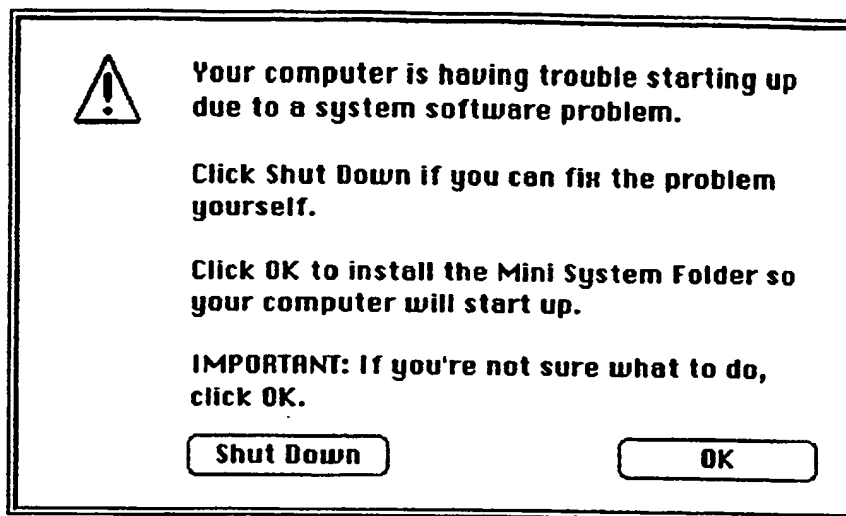 Your computer is having trouble starting up
due to a system software problem.
Click Shut Down if you can fix the problem
yourself.
Click OK to install the Mini System Folder so
your computer will start up.
IMPORTANT: If you're not sure what to do,
click OK.
Shut Down
OK